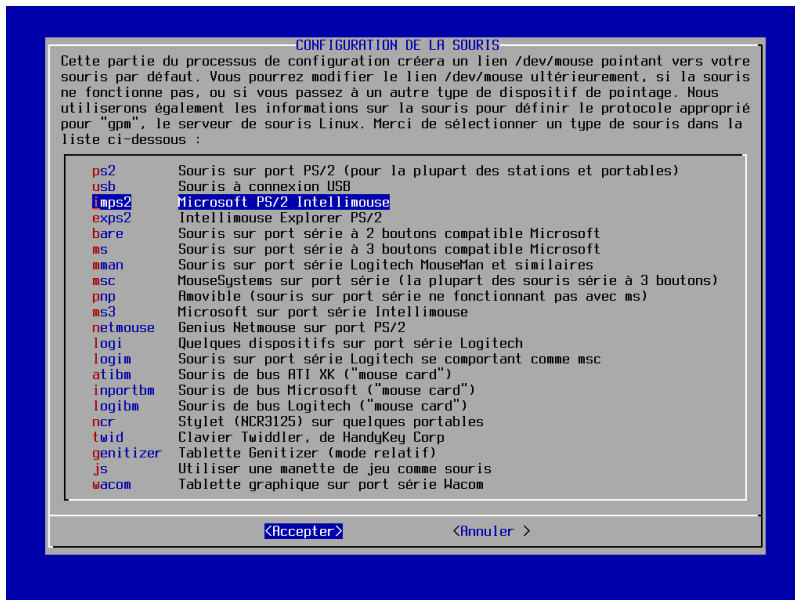 CONFIGURATION DE LA SOURIS
Cette partie du processus de configuration créera un lien /dev/mouse pointant vers votre
souris par défaut. Vous pourrez modifier le lien /dev/mouse ultérieurement, si la souris
ne fonctionne pas, ou si vous passez à un autre type de dispositif de pointage. Nous
utiliserons également les informations sur la souris pour définir le protocole approprié
pour "gpm", le serveur de souris Linux. Merci de sélectionner un type de souris dans la
liste ci-dessous :
ps2 Souris sur port PS/2 (pour la plupart des stations et portables)
usb Souris à connexion USB
imps2 Microsoft PS/2 Intellimouse
exps2 Intellimouse Explorer PS/2
bare Souris sur port série à 2 boutons compatible Microsoft
ms Souris sur port série à 3 boutons compatible Microsoft
mman Souris sur port série Logitech MouseMan et similaires
msc MouseSystems sur port série (la plupart des souris série à 3 boutons)
pnp Amovible (souris sur port série ne fonctionnant pas avec ms)
ms3 Microsoft sur port série Intellimouse
netmouse Genius Netmouse sur port PS/2
logi Quelques dispositifs sur port série Logitech
logim Souris sur port série Logitech se comportant comme msc
atibm Souris de bus ATI XK ("mouse card")
inportbm Souris de bus Microsoft ("mouse card")
logibm Souris de bus Logitech ("mouse card")
ncr Stylet (NCR3125) sur quelques portables
twid Clavier Twiddler, de HandyKey Corp
genitizer Tablette Genitizer (mode relatif)
js Utiliser une manette de jeu comme souris
wacom Tablette graphique sur port série Wacom
<Accepter> <Annuler >